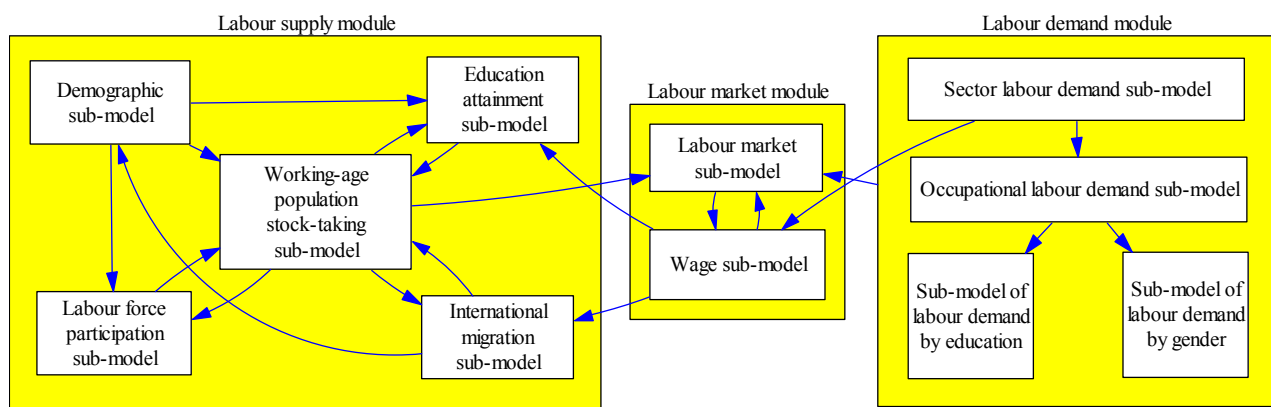 Labour supply module
Demographic
sub-model
Education
attainment
sub-model
Working-age
population
stock-taking
sub-model
Labour force
participation
sub-model
International
migration
sub-model
Labour market module
Labour market
sub-model
Wage sub-model
Labour demand module
Sector labour demand sub-model
Occupational labour demand sub-model
Sub-model of
labour demand
by education
Sub-model of
labour demand
by gender